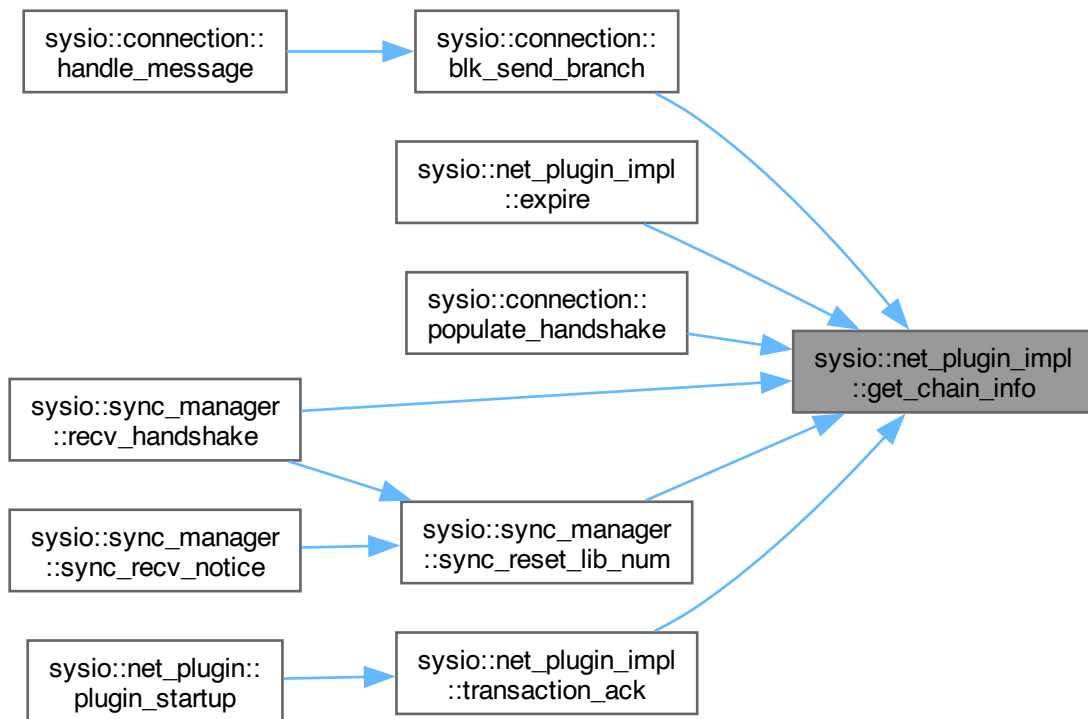 sysio::connection::
handle_message
sysio::connection::
blk_send_branch
sysio::net_plugin_impl
::expire
sysio::connection::
populate_handshake
sysio::net_plugin_impl
::get_chain_info
sysio::sync_manager
::recv_handshake
sysio::sync_manager
::sync_recv_notice
sysio::sync_manager
::sync_reset_lib_num
sysio::net_plugin::
plugin_startup
sysio::net_plugin_impl
::transaction_ack